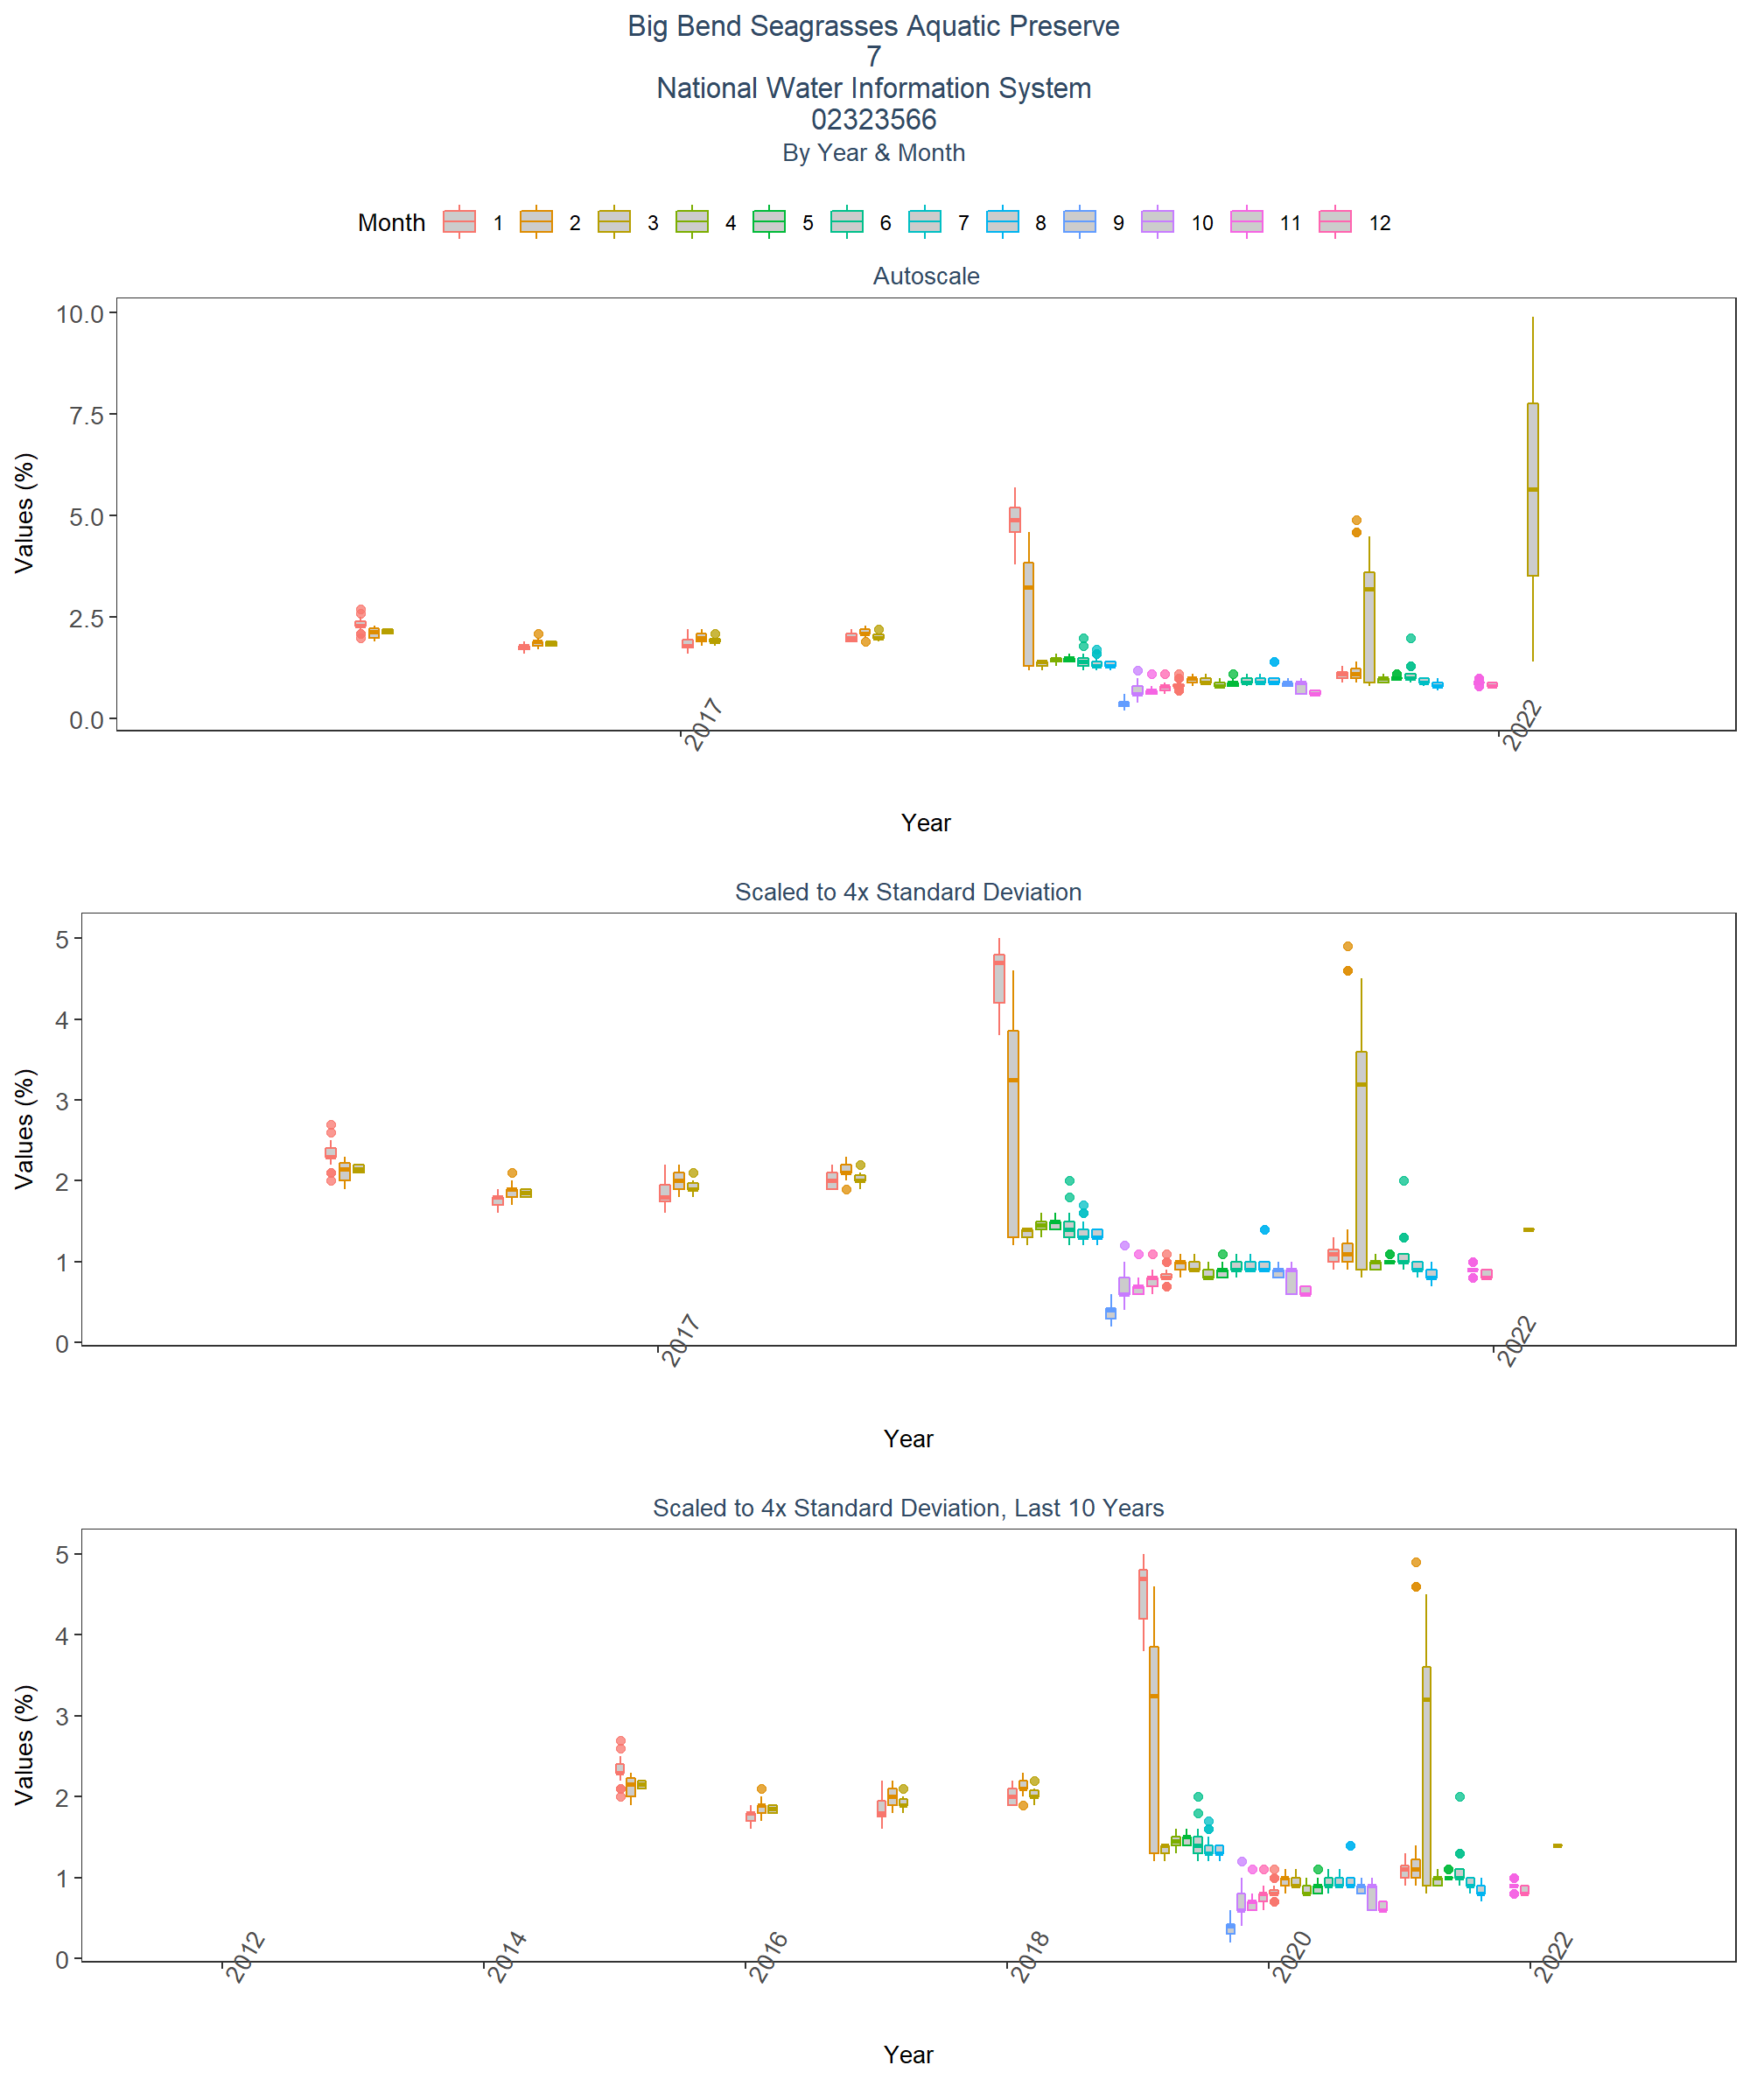 Big Bend Seagrasses Aquatic Preserve
7
National Water Information System
02323566
By Year & Month
Month 1 2 3 4 5 6 7 8 9 10 11 12
Autoscale
10.0
7.5
5.0
2.5
0.0
Values (%)
2017 2022
Year
Scaled to 4x Standard Deviation
5
4
3
2
1
0
Values (%)
2017 2022
Year
Scaled to 4x Standard Deviation, Last 10 Years
5
4
3
2
1
0
Values (%)
2012 2014 2016 2018 2020 2022
Year